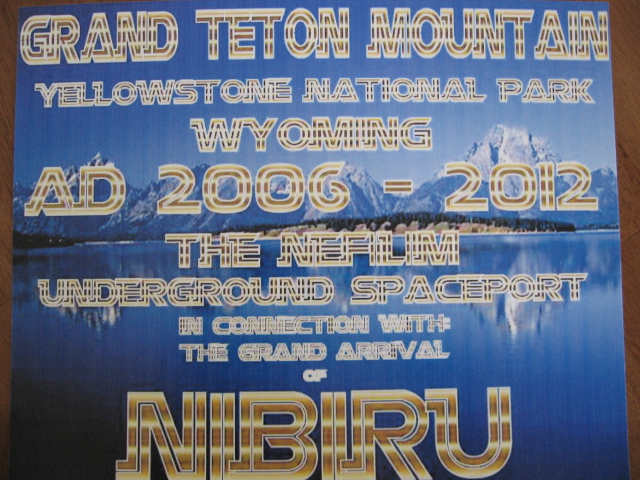 GRAND TETON MOUNTAIN
YELLOWSTONE NATIONAL PARK
WYOMING
AD 2006 - 2012
THE NEFILIM
UNDERGROUND SPACEPORT
IN CONNECTION WITH:
THE GRAND ARRIVAL
OF
NIBIRU